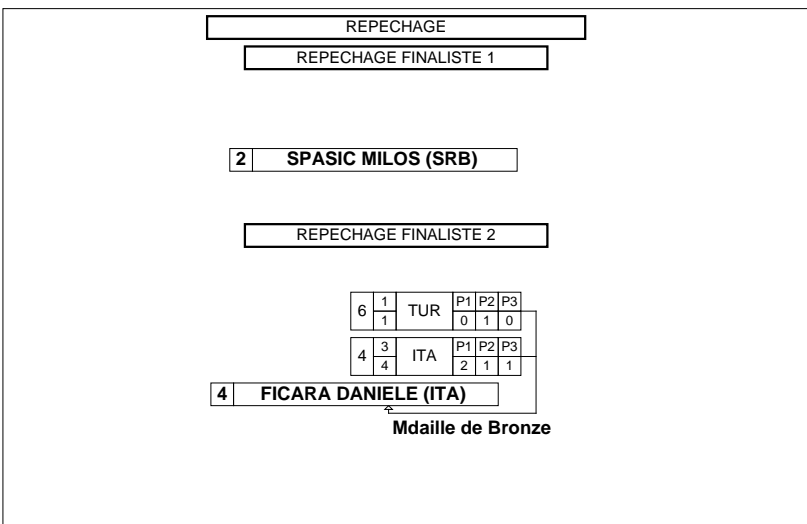 REPECHAGE
REPECHAGE FINALISTE 1
2 SPASIC MILOS (SRB)
REPECHAGE FINALISTE 2
6 1 TUR P1 P2 P3
1 0 1 0
4 3 ITA P1 P2 P3
4 2 1 1
4 FICARA DANIELE (ITA)
Mdaille de Bronze